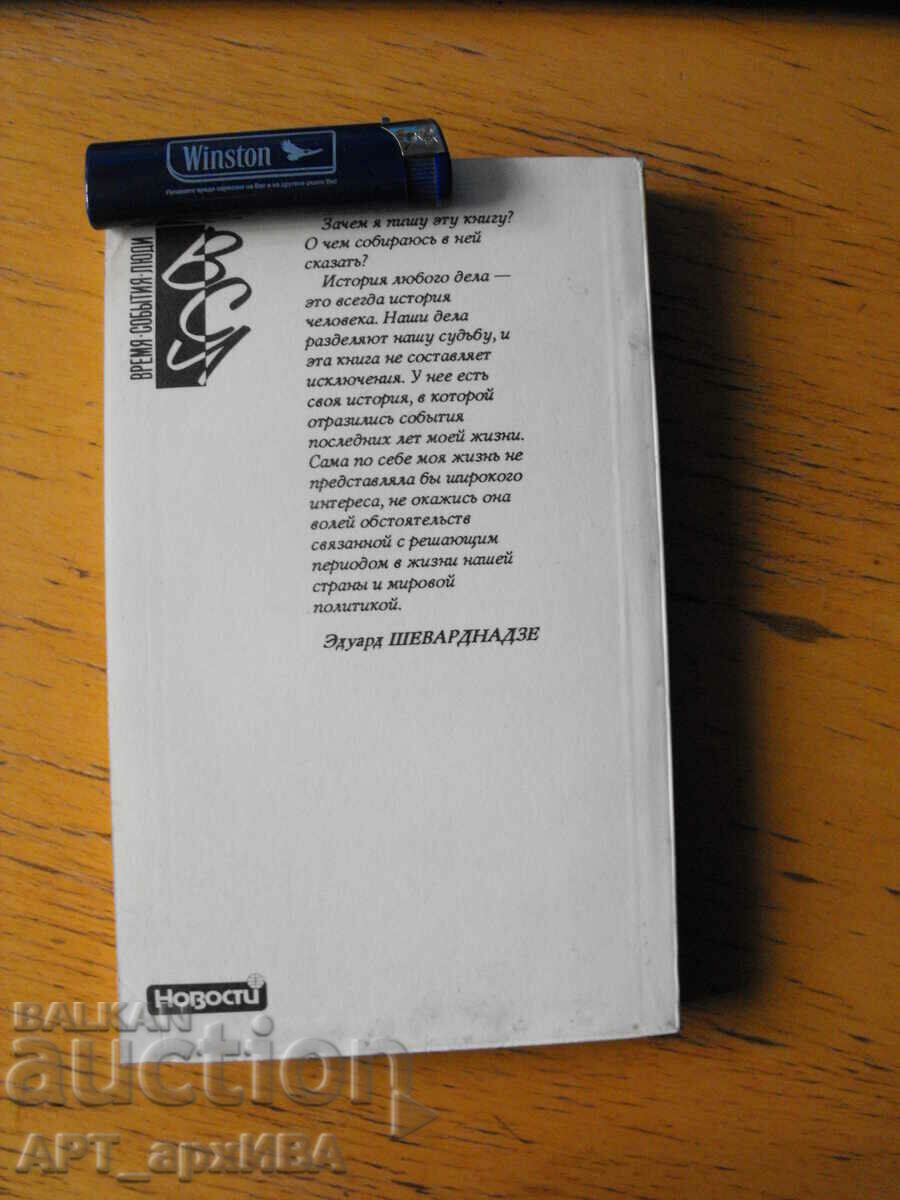 Winston
ВРЕМЯ·СОБЫТИЯ·ЛЮДИ
ВСЛ
Зачем я пишу эту книгу?
О чем собираюсь в ней
сказать?
История любого дела —
это всегда история
человека. Наши дела
разделяют нашу судьбу, и
эта книга не составляет
исключения. У нее есть
своя история, в которой
отразились события
последних лет моей жизни.
Сама по себе моя жизнь не
представляла бы широкого
интереса, не окажись она
волей обстоятельств
связанной с решающим
периодом в жизни нашей
страны и мировой
политикой.
Эдуард ШЕВАРДНАДЗЕ
Новости
BALKAN
auction
АРТ_архИВА